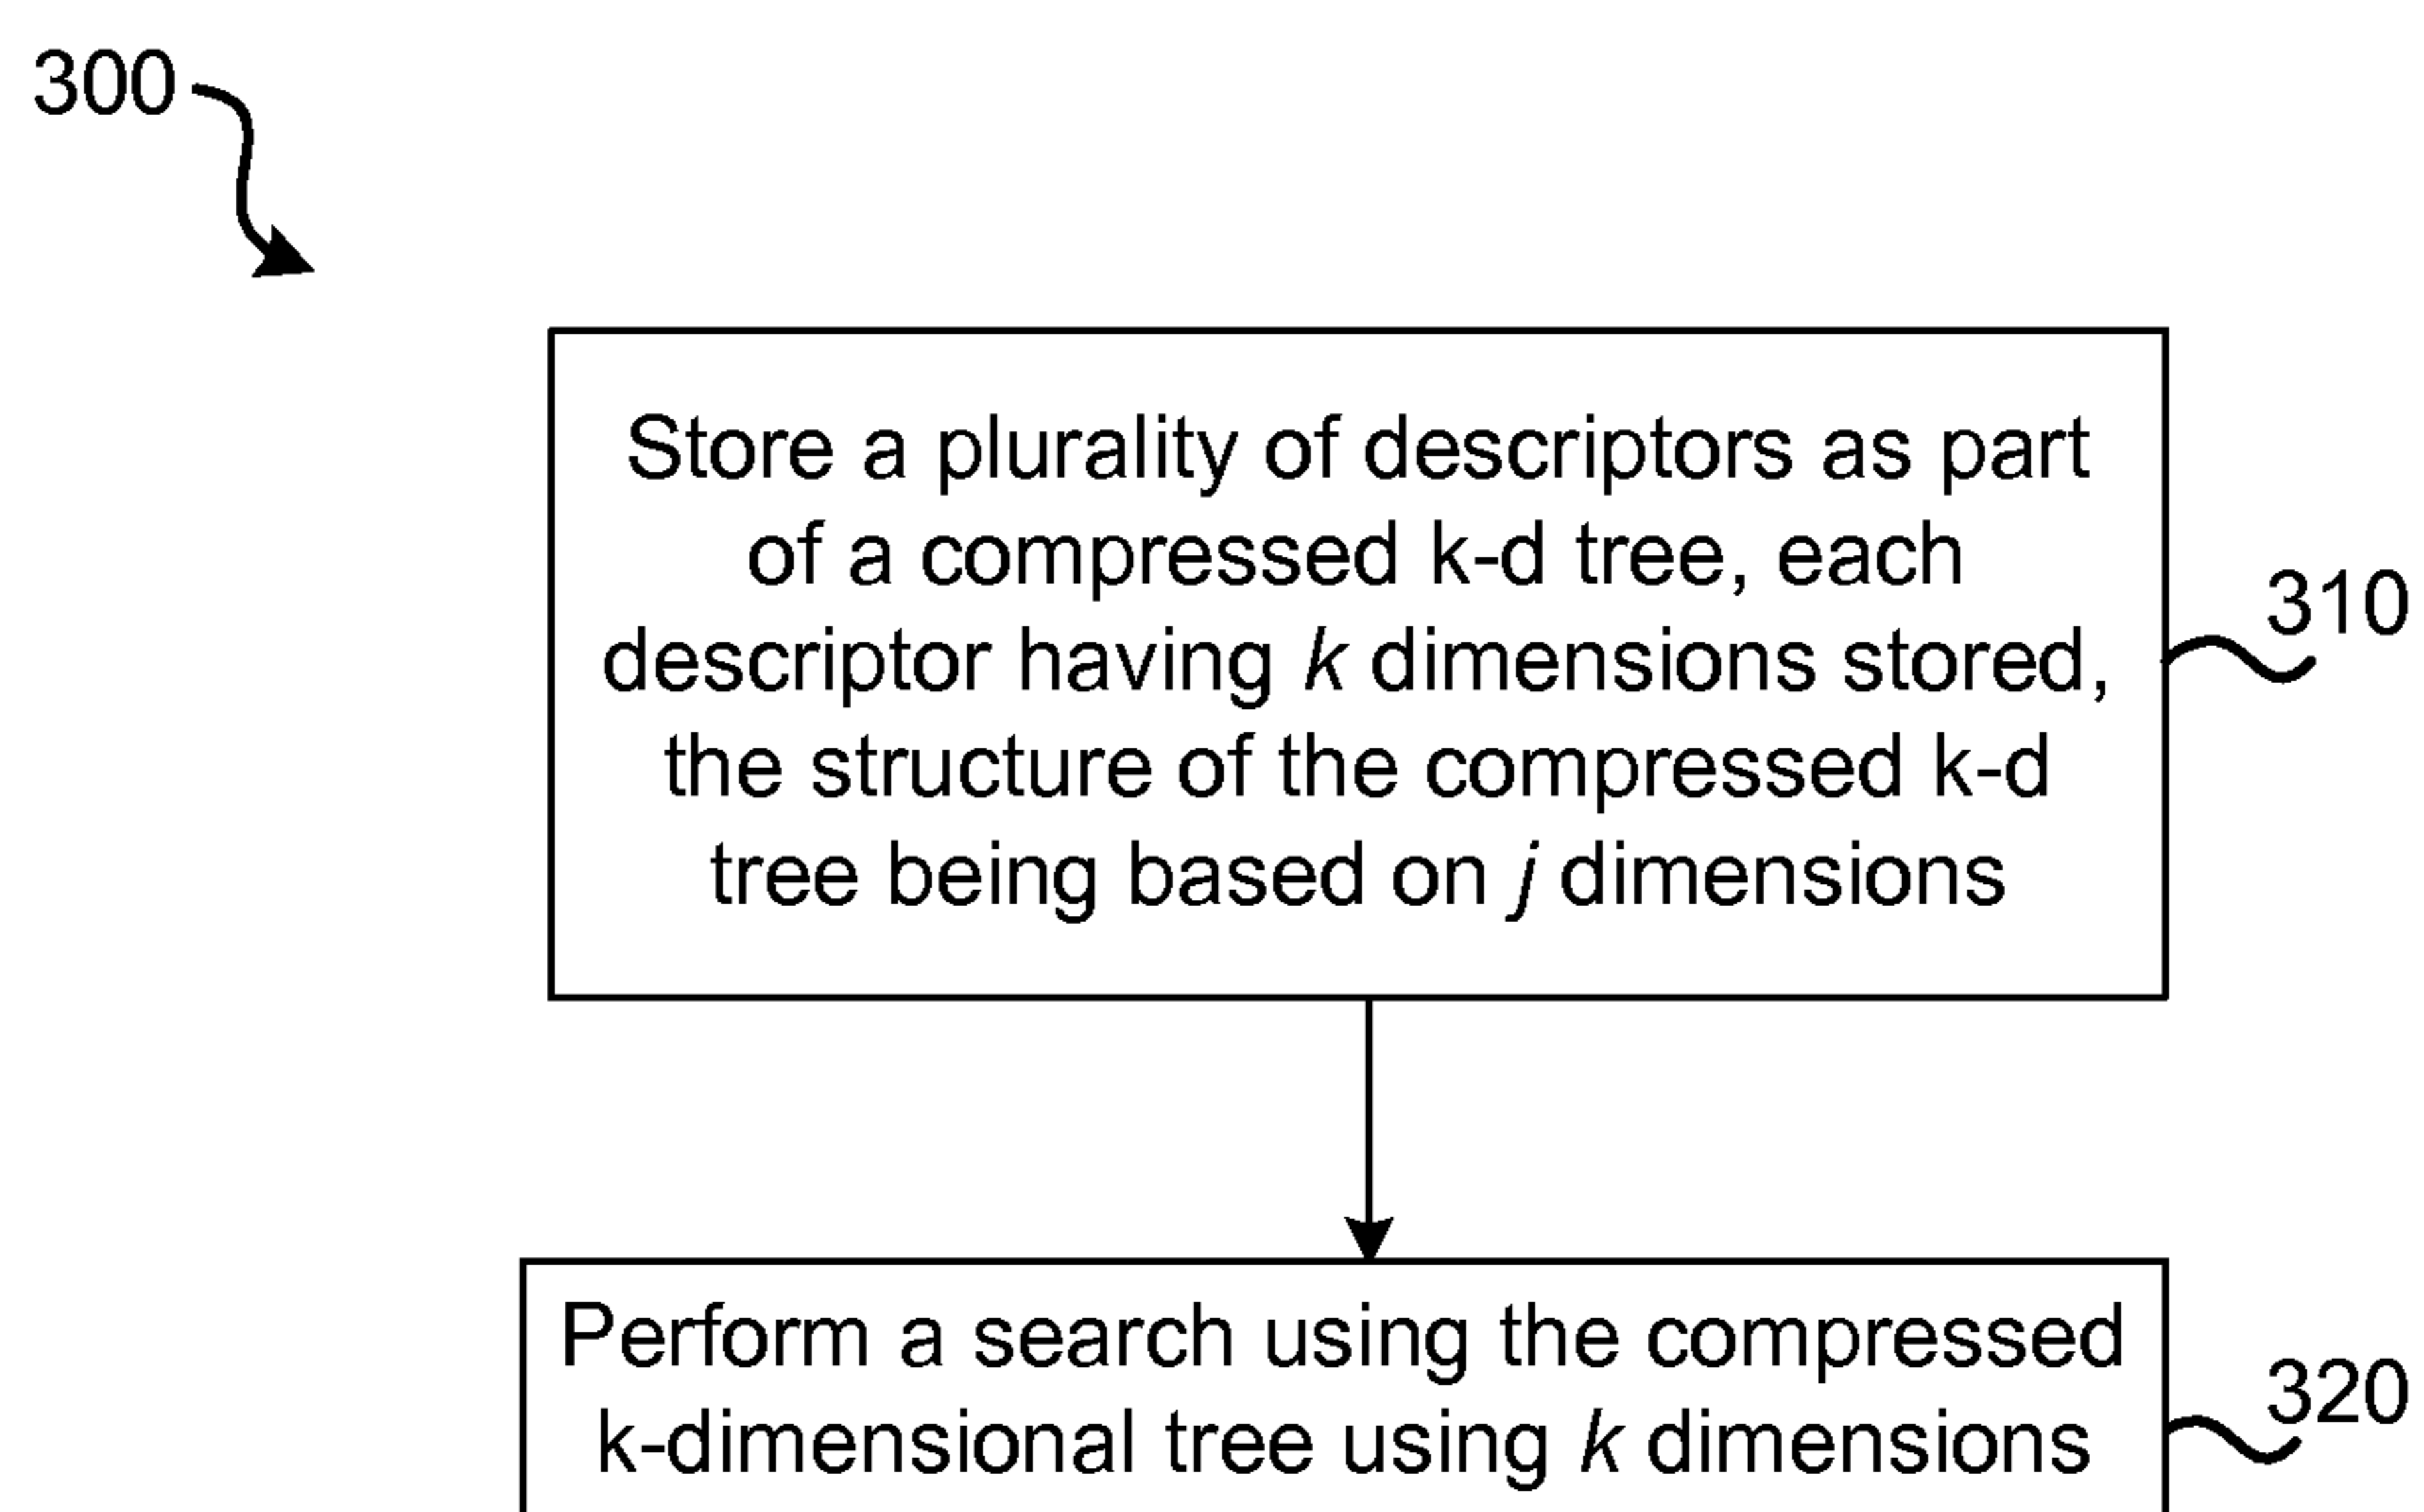 300
Store a plurality of descriptors as part
of a compressed k-d tree, each
descriptor having k dimensions stored,
the structure of the compressed k-d
tree being based on j dimensions
310
Perform a search using the compressed
k-dimensional tree using k dimensions
320